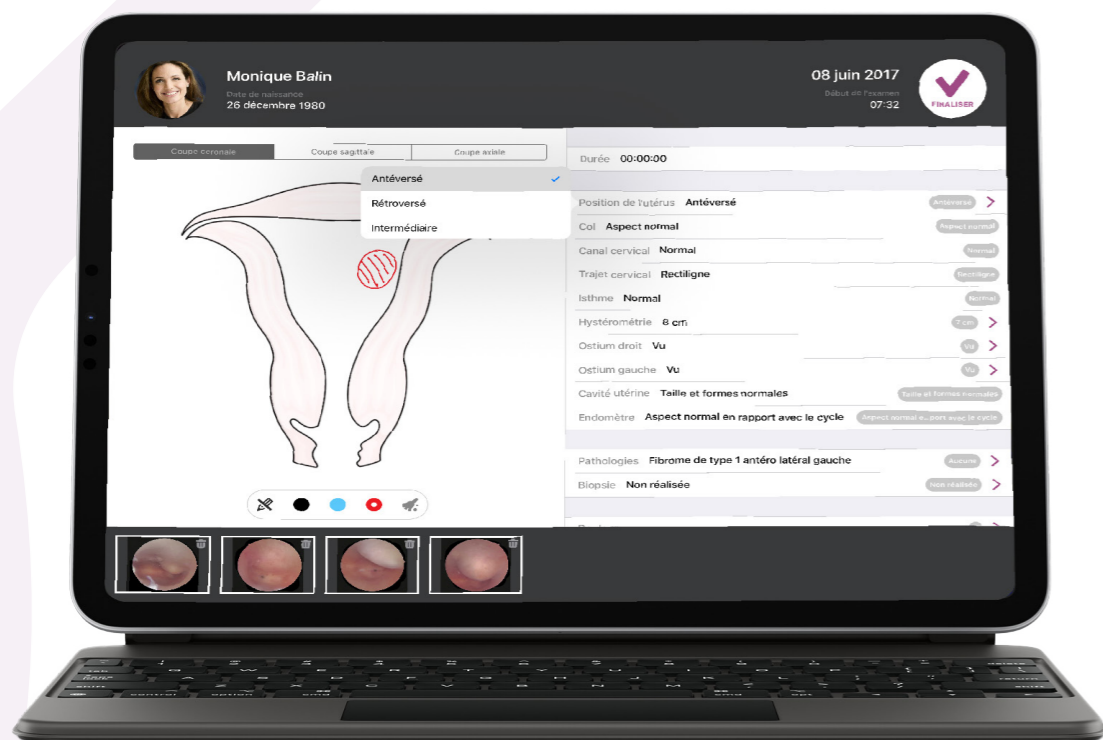 Monique Balin
Date de naissance
26 décembre 1980
08 juin 2017
Début de l'examen
07:32
FINALISER
Coupe coronale
Coupe sagittale
Coupe axiale
Antéversé
Rétroversé
Intermédiaire
Durée 00:00:00
Position de l'utérus Antéversé Antéversé
Col Aspect normal Aspect normal
Canal cervical Normal Normal
Trajet cervical Rectiligne Rectiligne
Isthme Normal Normal
Hystérométrie 8 cm 7 cm
Ostium droit Vu Vu
Ostium gauche Vu Vu
Cavité utérine Taille et formes normales Taille et formes normales
Endomètre Aspect normal en rapport avec le cycle Aspect normal e...port avec le cycle
Pathologies Fibrome de type 1 antéro latéral gauche Aucune
Biopsie Non réalisée Non réalisée